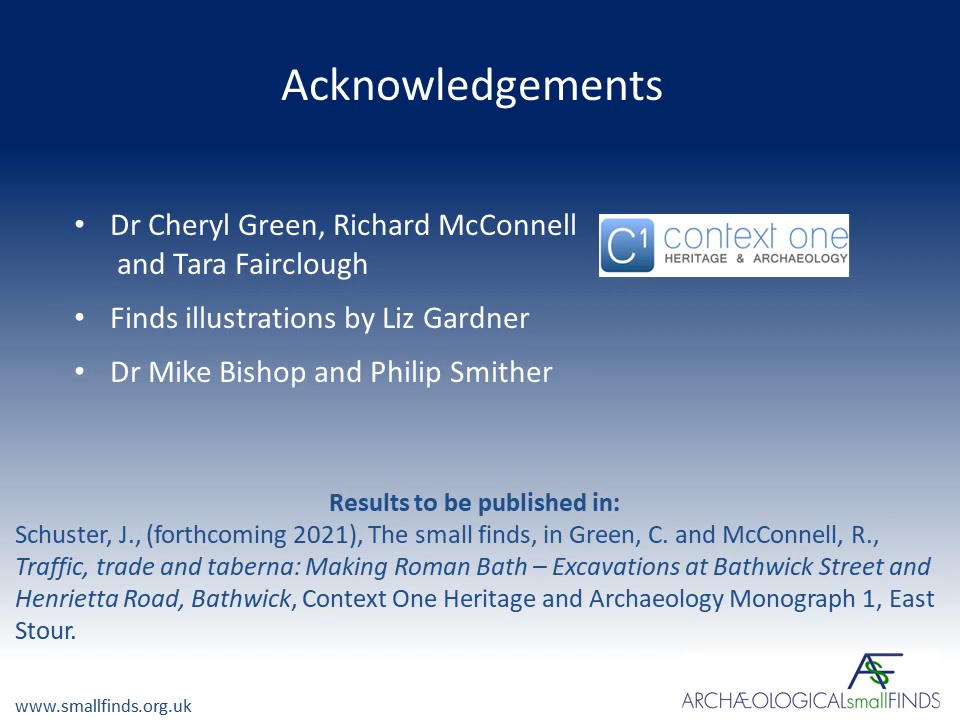 Acknowledgements
• Dr Cheryl Green, Richard McConnell
and Tara Fairclough
C1 context one
HERITAGE & ARCHAEOLOGY
• Finds illustrations by Liz Gardner
• Dr Mike Bishop and Philip Smither
Results to be published in:
Schuster, J., (forthcoming 2021), The small finds, in Green, C. and McConnell, R.,
Traffic, trade and taberna: Making Roman Bath – Excavations at Bathwick Street and
Henrietta Road, Bathwick, Context One Heritage and Archaeology Monograph 1, East
Stour.
ASF
ARCHÆOLOGICALsmallFINDS
www.smallfinds.org.uk